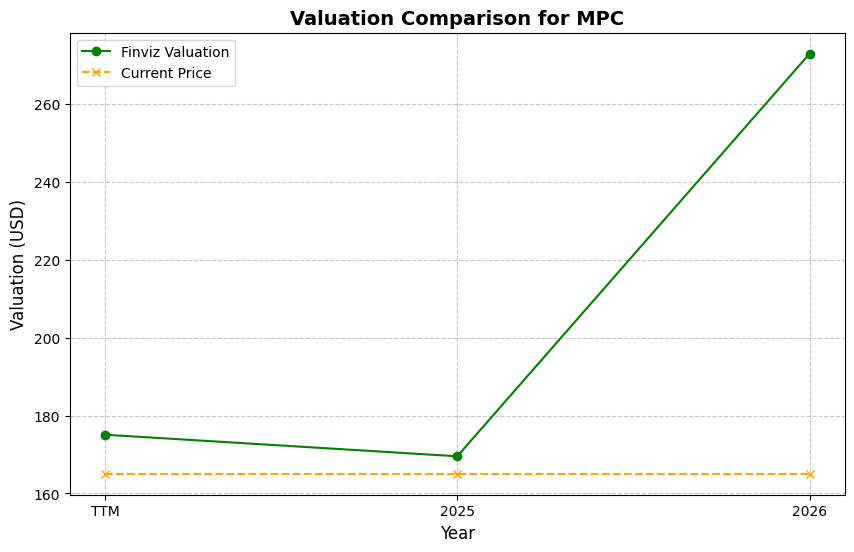 Valuation Comparison for MPC
Finviz Valuation
Current Price
Valuation (USD)
260
240
220
200
180
160
TTM
2025
2026
Year